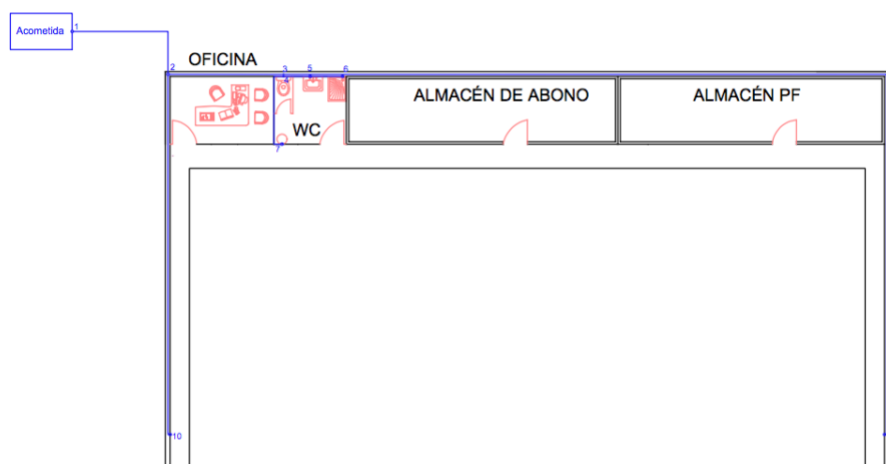 Acometida
1
OFICINA
2
3
5
6
ALMACÉN DE ABONO
ALMACÉN PF
WC
7
10